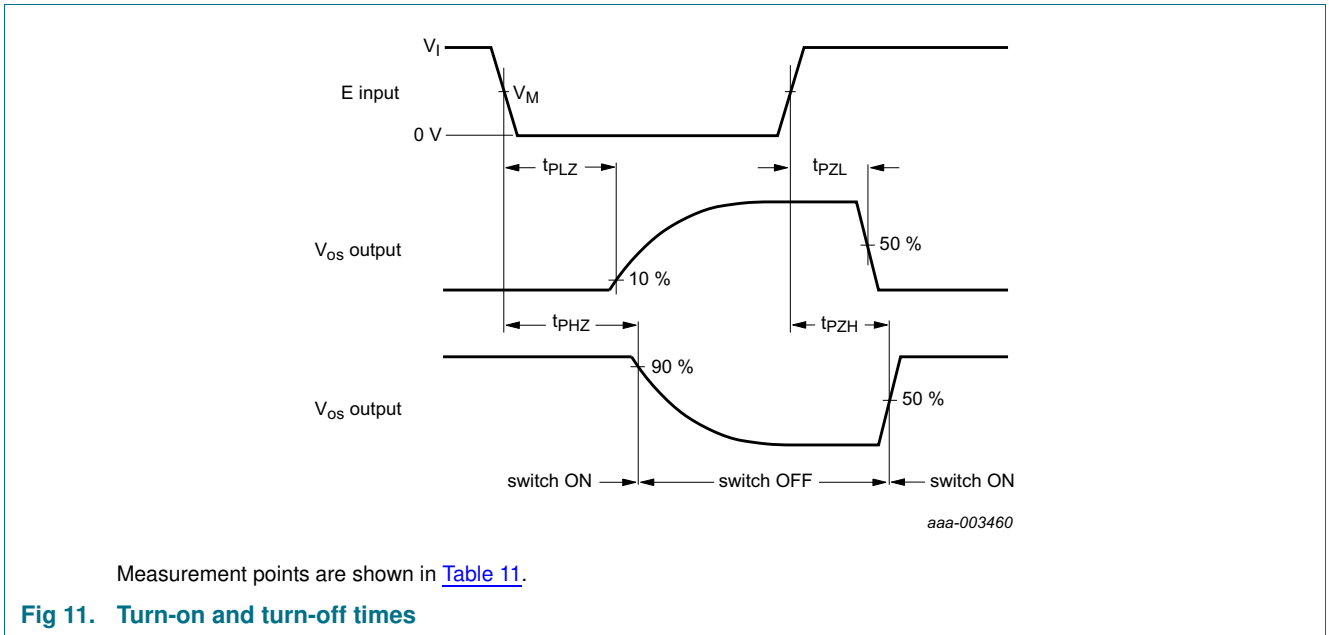 V_I
E input
V_M
0 V
t_PLZ
t_PZL
V_os output
50 %
10 %
t_PHZ
t_PZH
90 %
V_os output
50 %
switch ON
switch OFF
switch ON
aaa-003460
Measurement points are shown in Table 11.
Fig 11. Turn-on and turn-off times